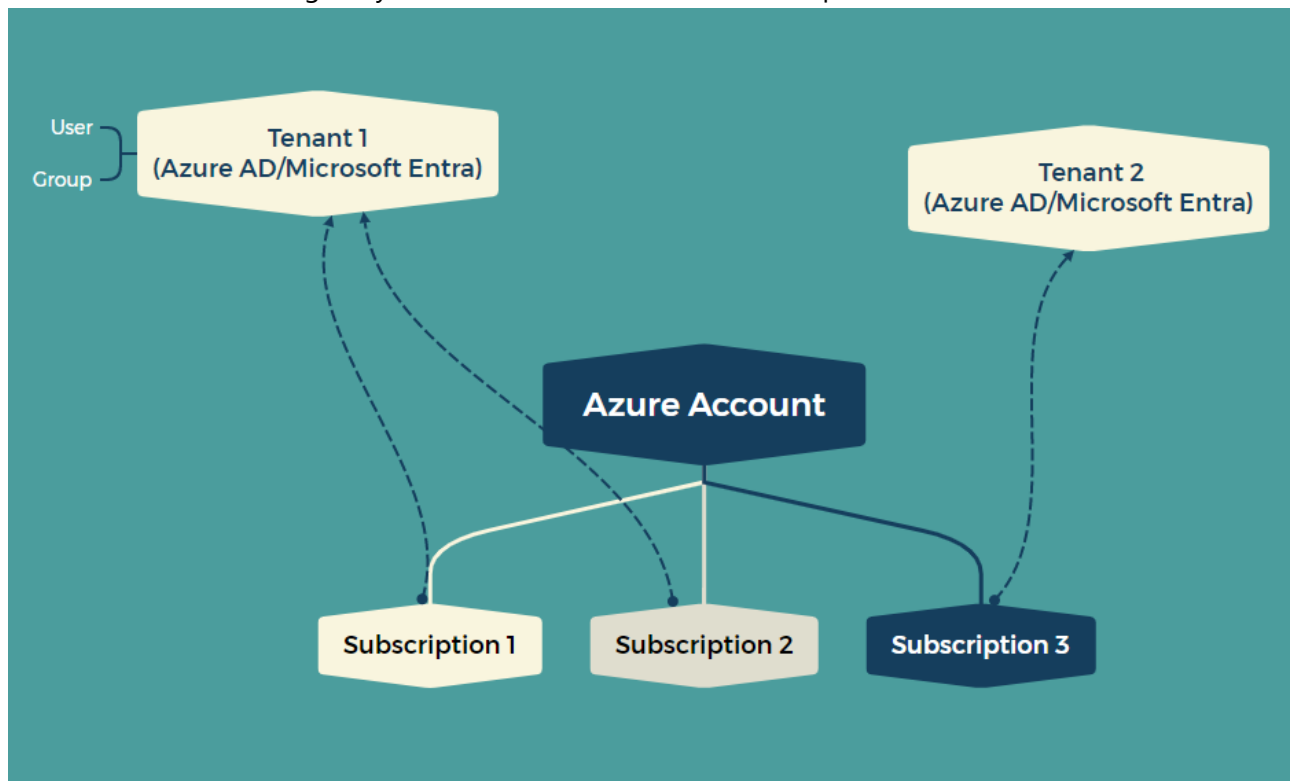 User
Group
Tenant 1
(Azure AD/Microsoft Entra)
Tenant 2
(Azure AD/Microsoft Entra)
Azure Account
Subscription 1
Subscription 2
Subscription 3